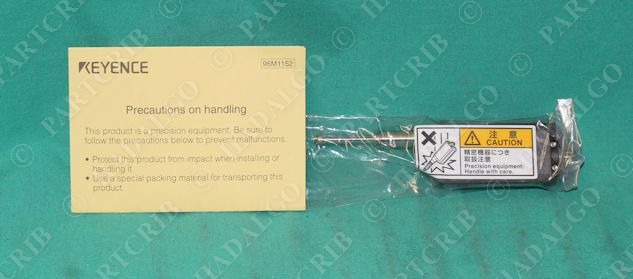 KEYENCE
96M1152
Precautions on handling
This product is a precision equipment. Be sure to
follow the precautions below to prevent malfunctions.
• Protect this product from impact when installing or
handling it.
• Use a special packing material for transporting this
product.
注意
CAUTION
精密機器につき
取扱注意
Precision equipment:
Handle with care.
© PARTCRIB
© HADALGO